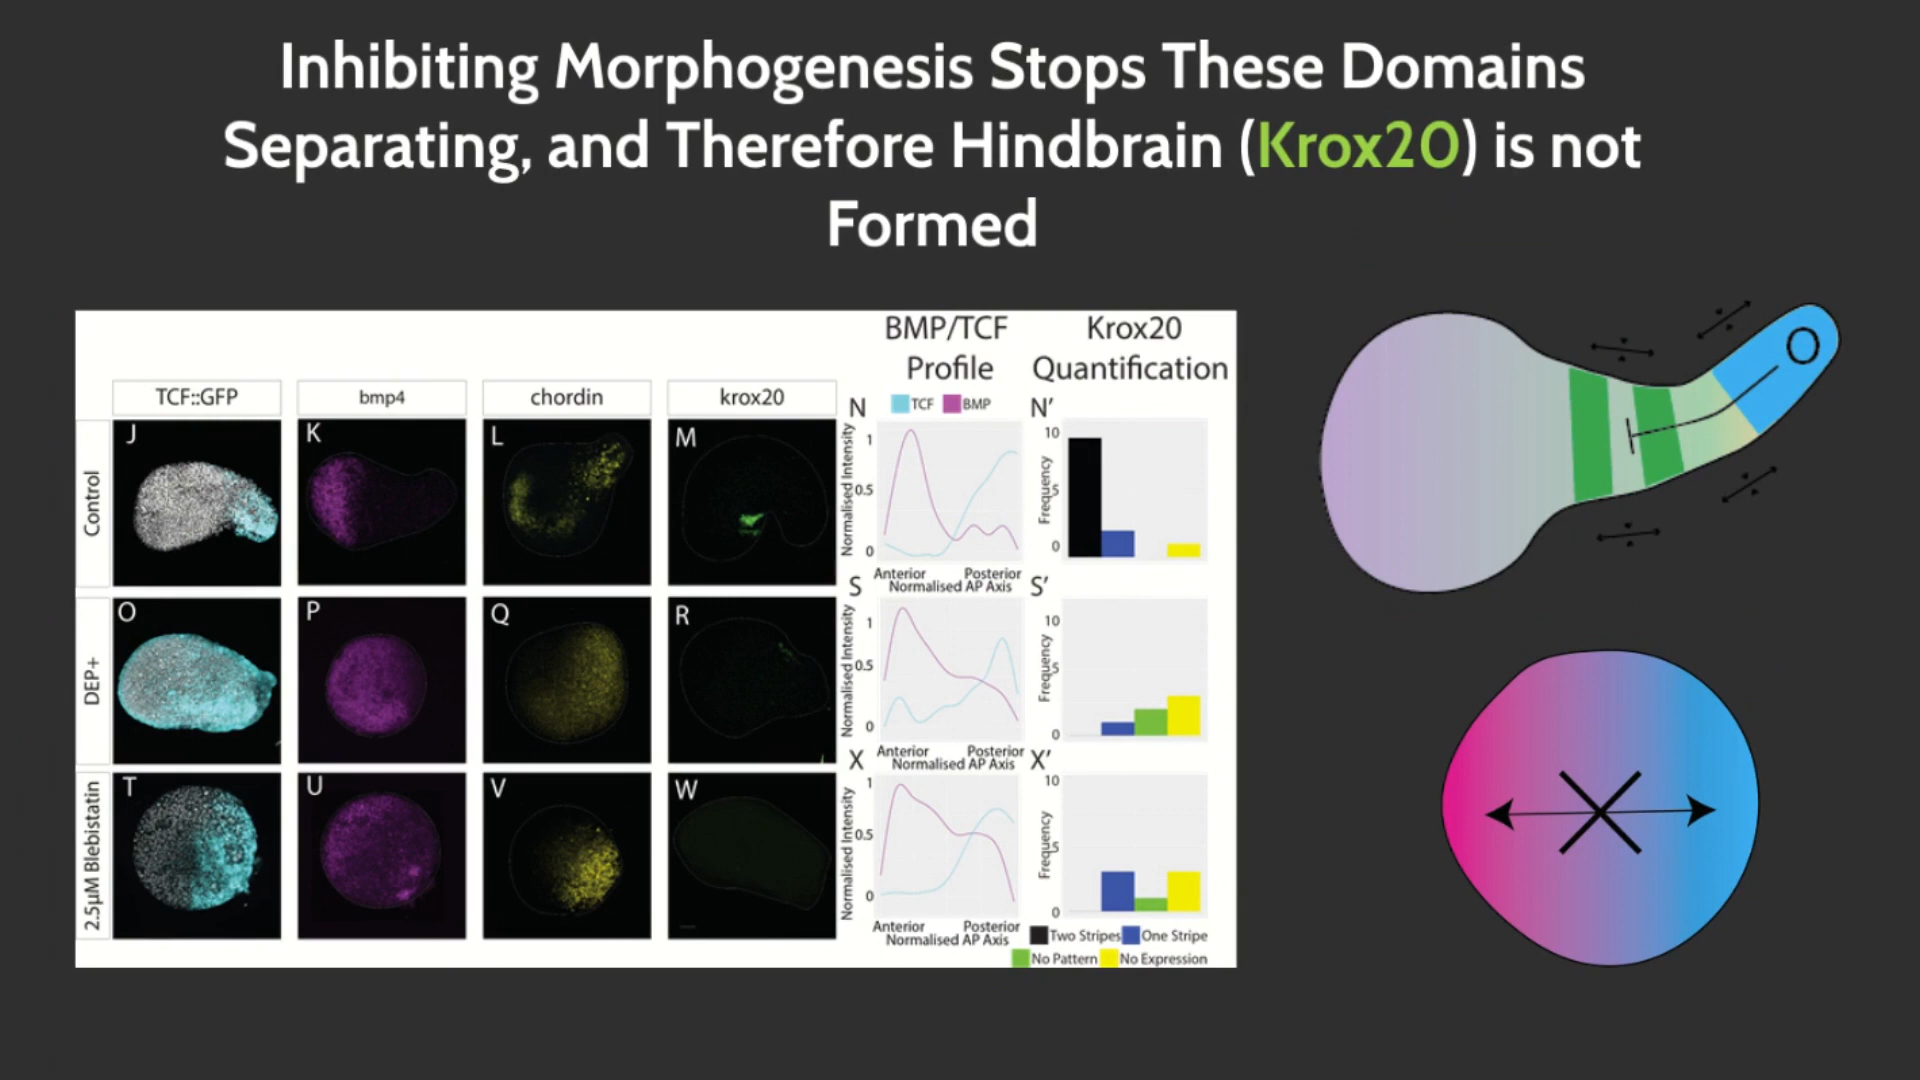 Inhibiting Morphogenesis Stops These Domains
Separating, and Therefore Hindbrain (Krox20) is not
Formed
BMP/TCF Profile
Krox20 Quantification
TCF::GFP
bmp4
chordin
krox20
TCF BMP
Control
J
K
L
M
N
Normalised Intensity
1
0.5
0
Anterior Posterior
Normalised AP Axis
N'
Frequency
10
5
0
DEP+
O
P
Q
R
S
Normalised Intensity
1
0.5
0
Anterior Posterior
Normalised AP Axis
S'
Frequency
10
5
0
2.5μM Blebistatin
T
U
V
W
X
Normalised Intensity
1
0.5
0
Anterior Posterior
Normalised AP Axis
X'
Frequency
10
5
0
Two Stripes One Stripe
No Pattern No Expression